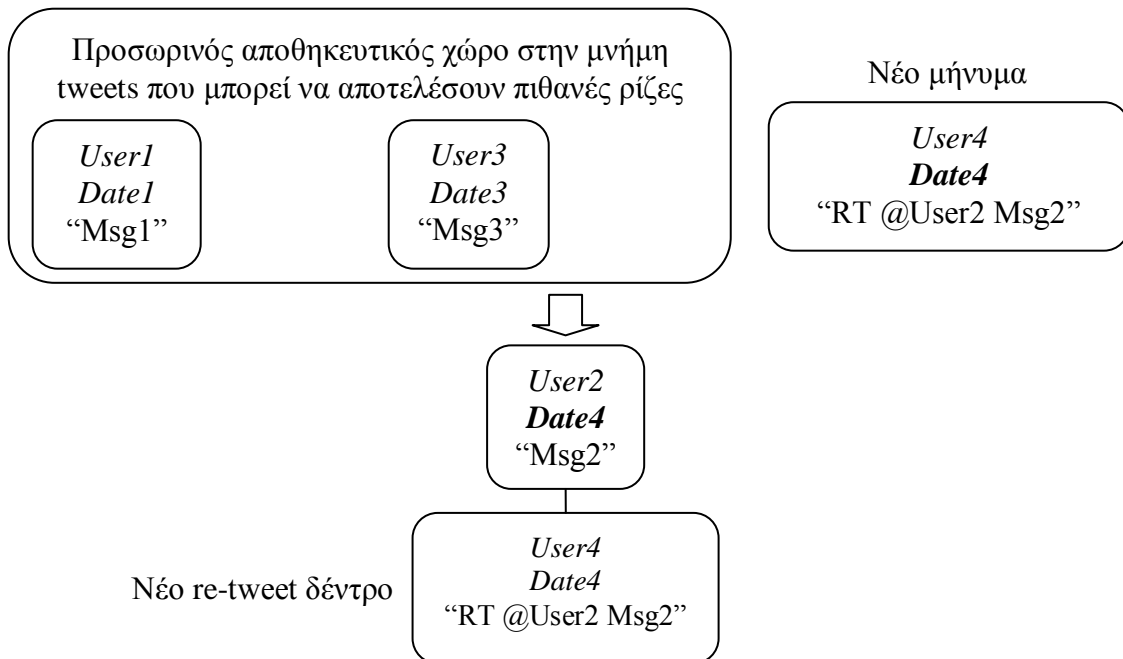 Προσωρινός αποθηκευτικός χώρο στην μνήμη
tweets που μπορεί να αποτελέσουν πιθανές ρίζες
User1
Date1
“Msg1”
User3
Date3
“Msg3”
Νέο μήνυμα
User4
Date4
“RT @User2 Msg2”
User2
Date4
“Msg2”
Νέο re-tweet δέντρο
User4
Date4
“RT @User2 Msg2”